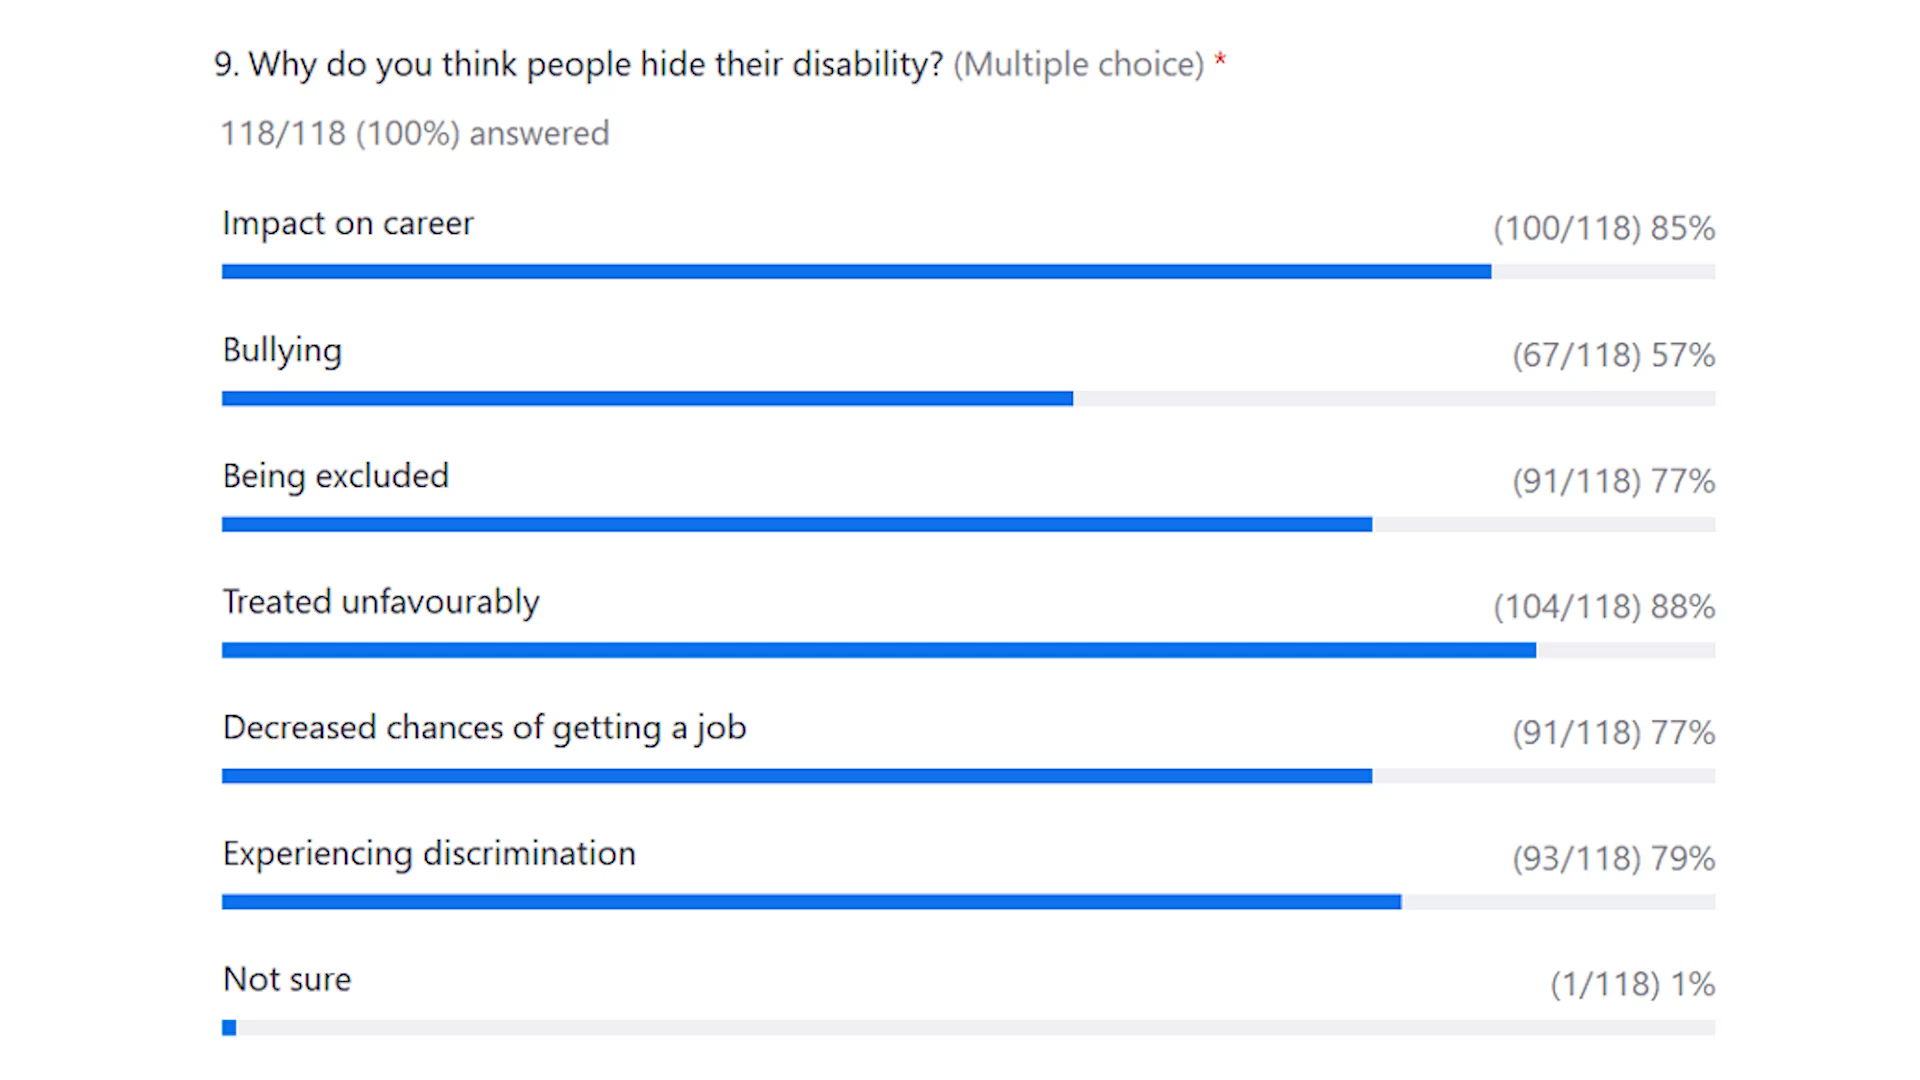 9. Why do you think people hide their disability? (Multiple choice) *
118/118 (100%) answered
Impact on career (100/118) 85%
Bullying (67/118) 57%
Being excluded (91/118) 77%
Treated unfavourably (104/118) 88%
Decreased chances of getting a job (91/118) 77%
Experiencing discrimination (93/118) 79%
Not sure (1/118) 1%